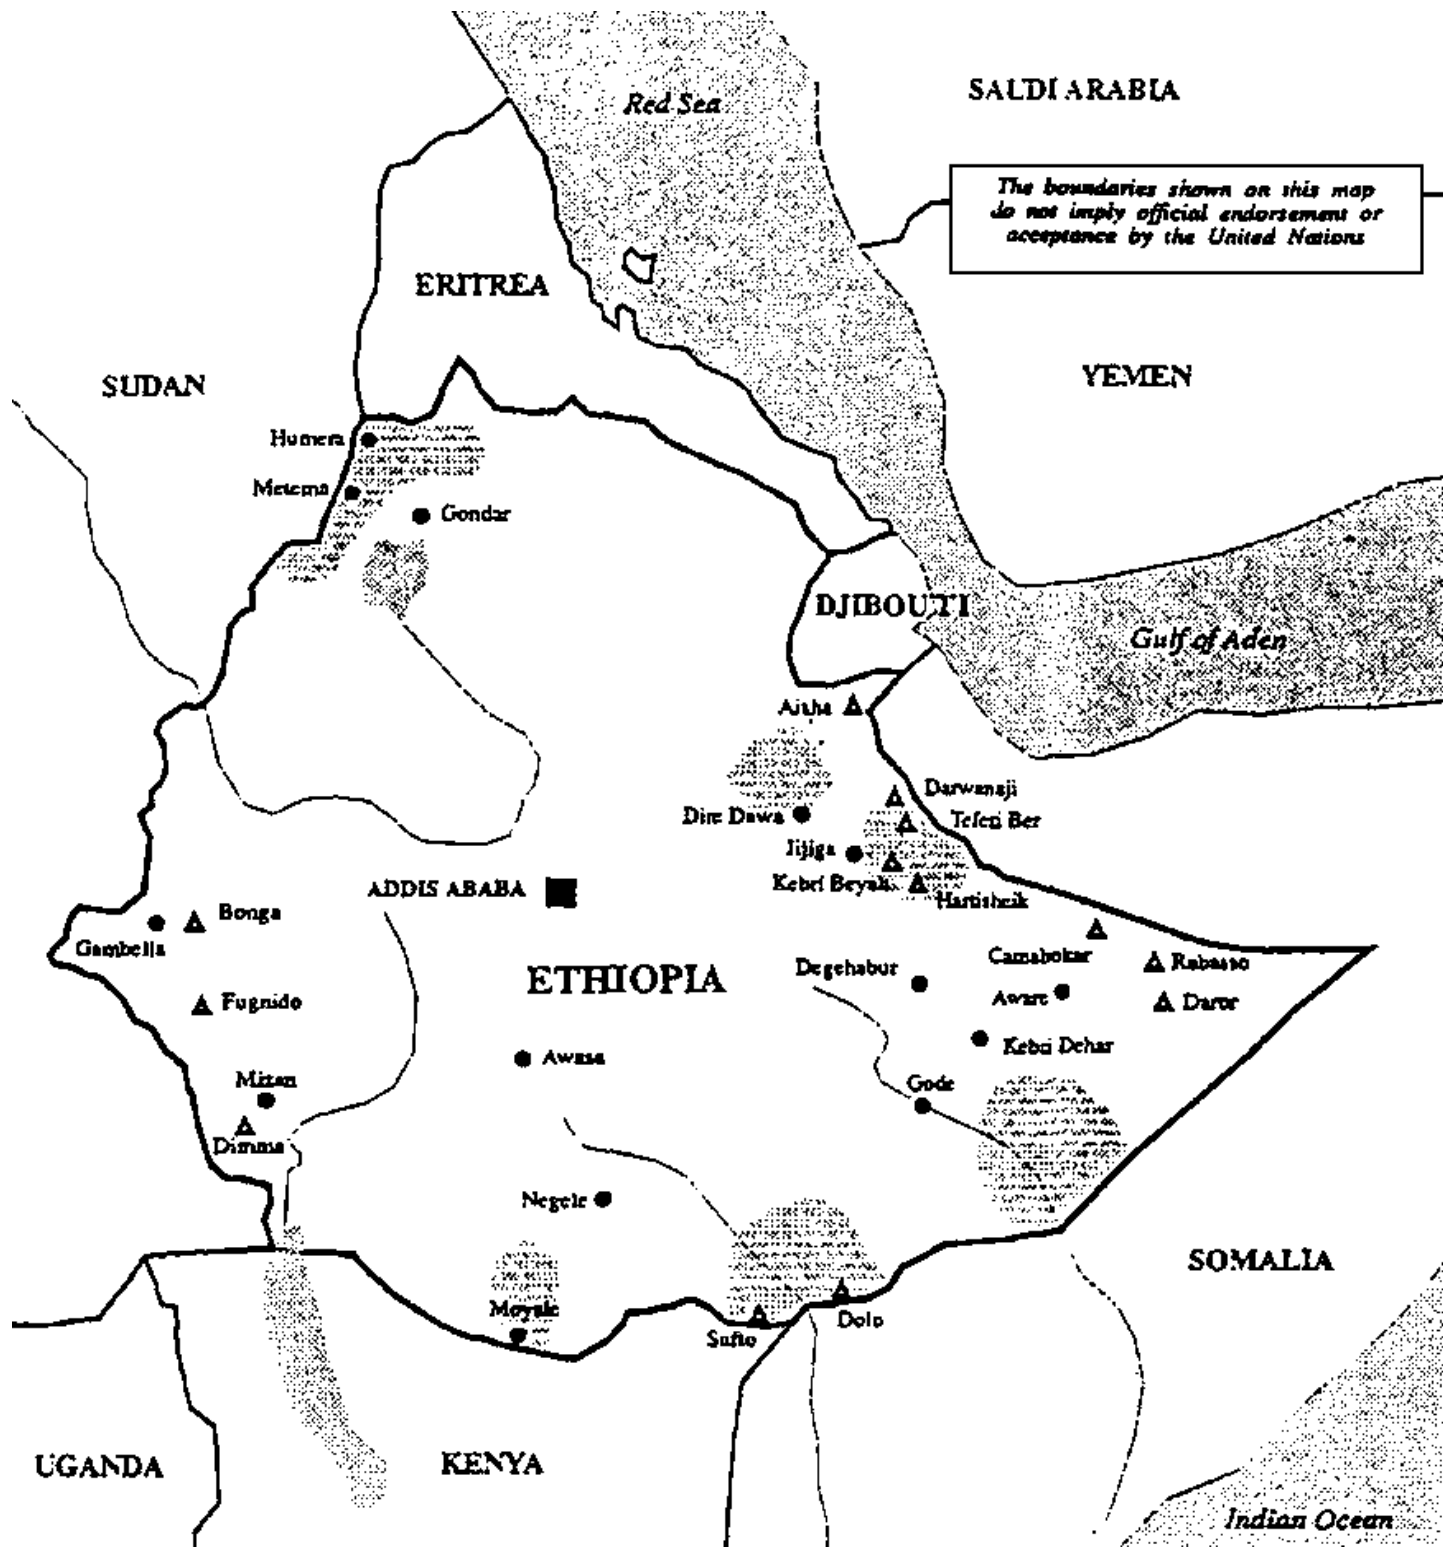 Red Sea
SAUDI ARABIA
The boundaries shown on this map
do not imply official endorsement or
acceptance by the United Nations
ERITREA
SUDAN
YEMEN
Humera
Metema
Gondar
DJIBOUTI
Gulf of Aden
Aisha
Darwanaji
Teferi Ber
Dire Dawa
Jijiga
Kebri Beyah
Hartisheik
ADDIS ABABA
Bonga
Gambella
ETHIOPIA
Degehabur
Camabokar
Rabasso
Aware
Daror
Fugnido
Awasa
Kebri Dehar
Mizan
Gode
Dimma
Negele
SOMALIA
Moyale
Sufto
Dolo
UGANDA
KENYA
Indian Ocean